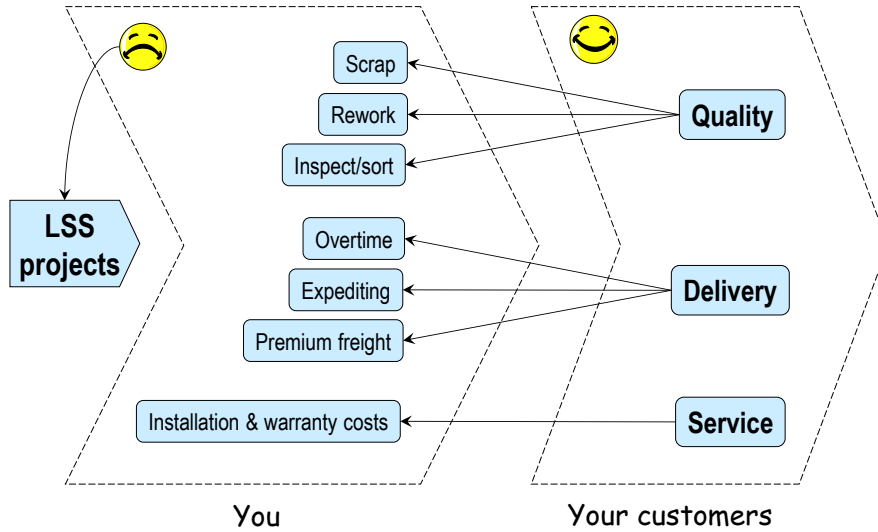 Scrap
Rework
Inspect/sort
Quality
LSS
projects
Overtime
Expediting
Premium freight
Delivery
Installation & warranty costs
Service
You
Your customers